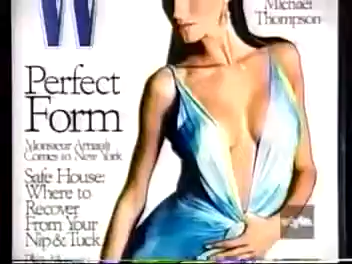 W
Michael
Thompson
Perfect
Form
Monsieur Arnault
Comes to New York
Safe House:
Where to
Recover
From Your
Nip & Tuck